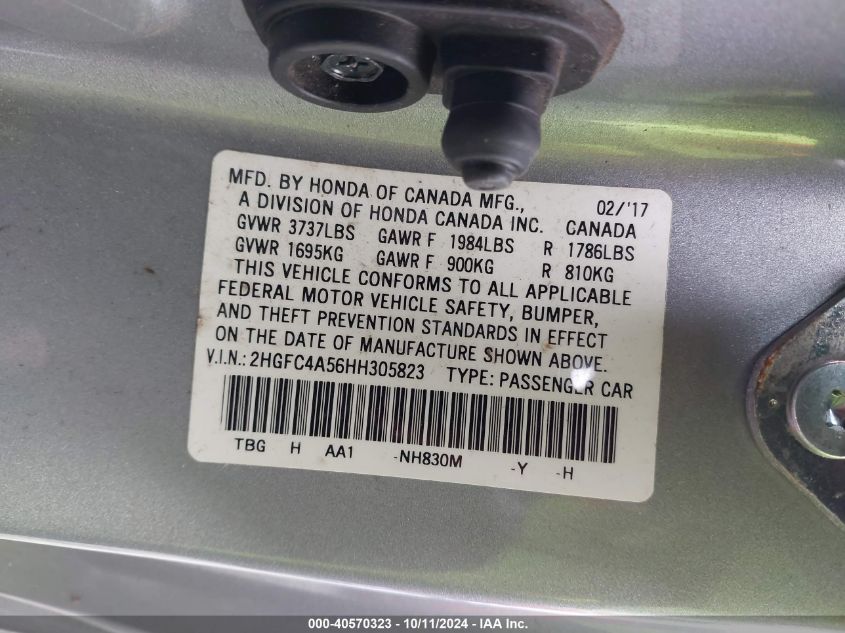 MFD. BY HONDA OF CANADA MFG., 02/'17
A DIVISION OF HONDA CANADA INC. CANADA
GVWR 3737LBS GAWR F 1984LBS R 1786LBS
GVWR 1695KG GAWR F 900KG R 810KG
THIS VEHICLE CONFORMS TO ALL APPLICABLE
FEDERAL MOTOR VEHICLE SAFETY, BUMPER,
AND THEFT PREVENTION STANDARDS IN EFFECT
ON THE DATE OF MANUFACTURE SHOWN ABOVE.
V.I.N.: 2HGFC4A56HH305823 TYPE: PASSENGER CAR
TBG H AA1 -NH830M -Y -H
000-40570323 - 10/11/2024 - IAA Inc.